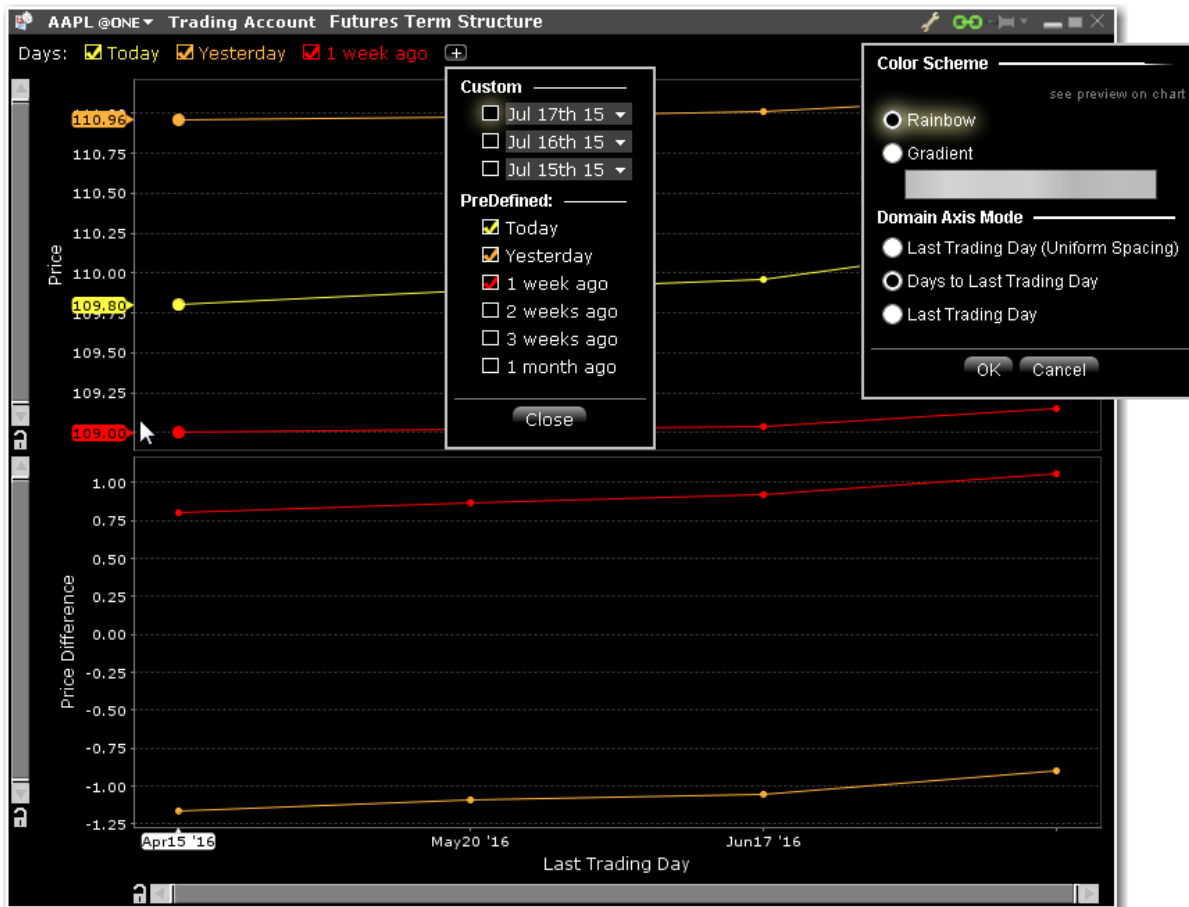 AAPL @ONE Trading Account Futures Term Structure
Days: Today Yesterday 1 week ago +
Price
110.96
110.75
110.50
110.25
110.00
109.80
109.75
109.50
109.25
109.00
Custom
Jul 17th 15
Jul 16th 15
Jul 15th 15
PreDefined:
Today
Yesterday
1 week ago
2 weeks ago
3 weeks ago
1 month ago
Close
Color Scheme
see preview on chart
Rainbow
Gradient
Domain Axis Mode
Last Trading Day (Uniform Spacing)
Days to Last Trading Day
Last Trading Day
OK Cancel
Price Difference
1.00
0.75
0.50
0.25
0.00
-0.25
-0.50
-0.75
-1.00
-1.25
Apr15 '16 May20 '16 Jun17 '16
Last Trading Day